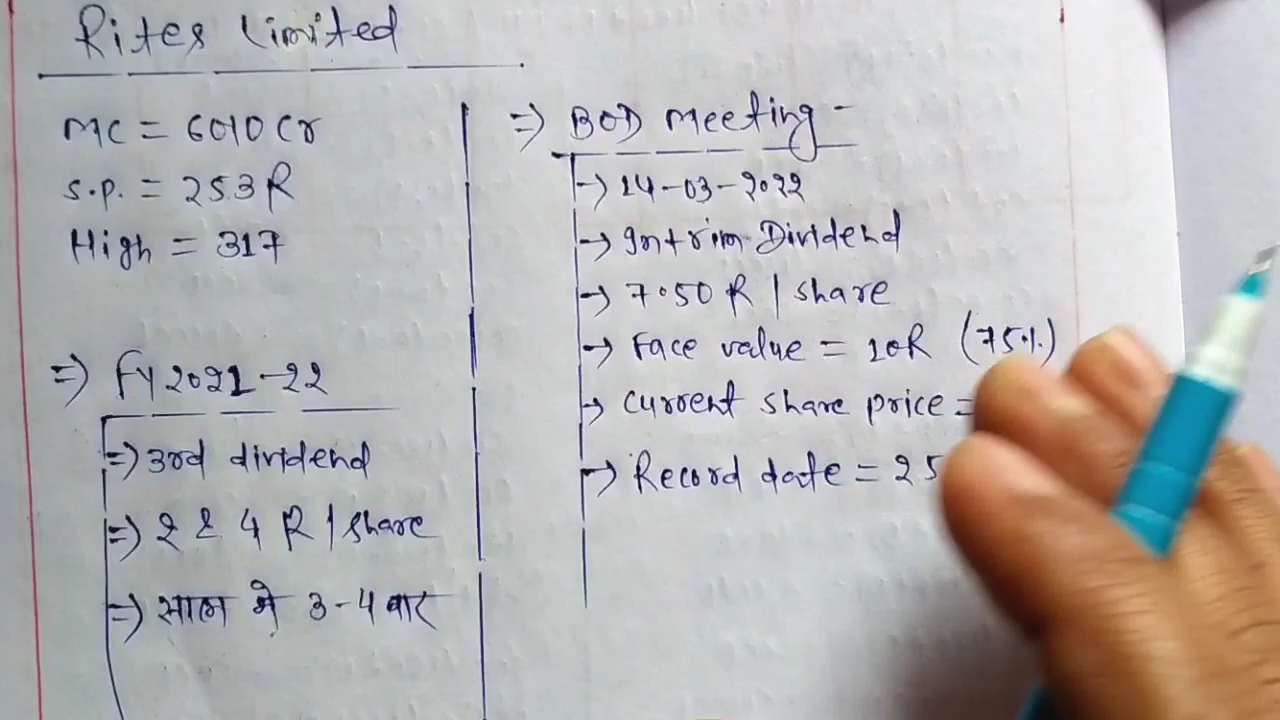 Rites Limited
MC = 6010 Cr
S.P. = 253 R
High = 317
=> FY 2021-22
=> 3rd dividend
=> 2 & 4 R / share
=> साल मे 3-4 बार
=> BOD Meeting -
-> 14-03-2022
-> Intrim Dividend
-> 7.50 R / share
-> Face value = 10R (75%)
-> Current share price =
-> Record date = 25